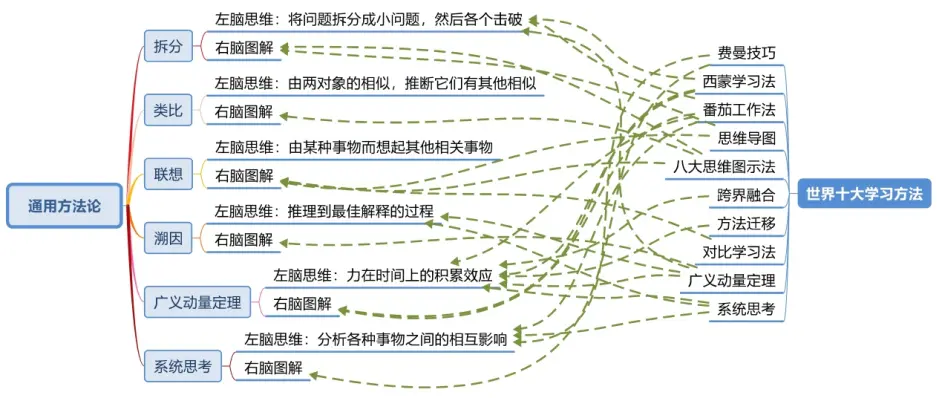 通用方法论
拆分
左脑思维：将问题拆分成小问题，然后各个击破
右脑图解
类比
左脑思维：由两对象的相似，推断它们有其他相似
右脑图解
联想
左脑思维：由某种事物而想起其他相关事物
右脑图解
溯因
左脑思维：推理到最佳解释的过程
右脑图解
广义动量定理
左脑思维：力在时间上的积累效应
右脑图解
系统思考
左脑思维：分析各种事物之间的相互影响
右脑图解
世界十大学习方法
费曼技巧
西蒙学习法
番茄工作法
思维导图
八大思维图示法
跨界融合
方法迁移
对比学习法
广义动量定理
系统思考